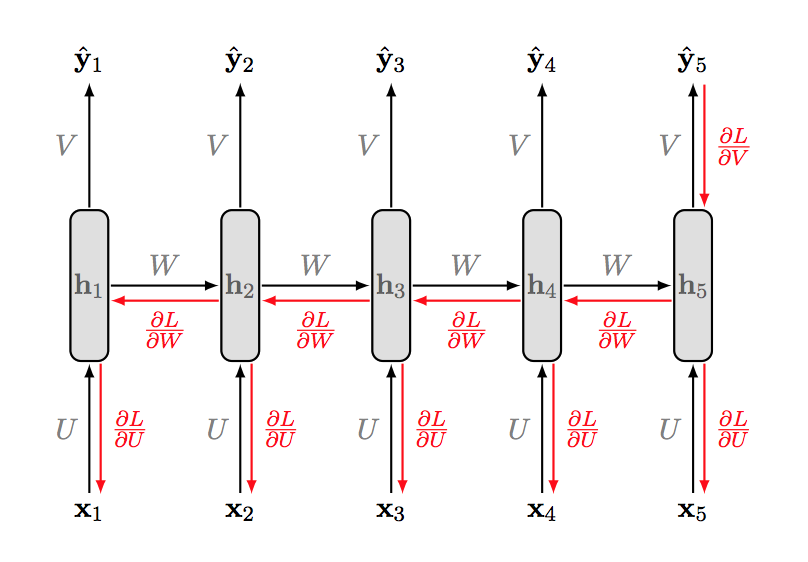 ŷ₁ ŷ₂ ŷ₃ ŷ₄ ŷ₅
V V V V V ∂L/∂V
W W W W
h₁ h₂ h₃ h₄ h₅
∂L/∂W ∂L/∂W ∂L/∂W ∂L/∂W
U ∂L/∂U U ∂L/∂U U ∂L/∂U U ∂L/∂U U ∂L/∂U
x₁ x₂ x₃ x₄ x₅